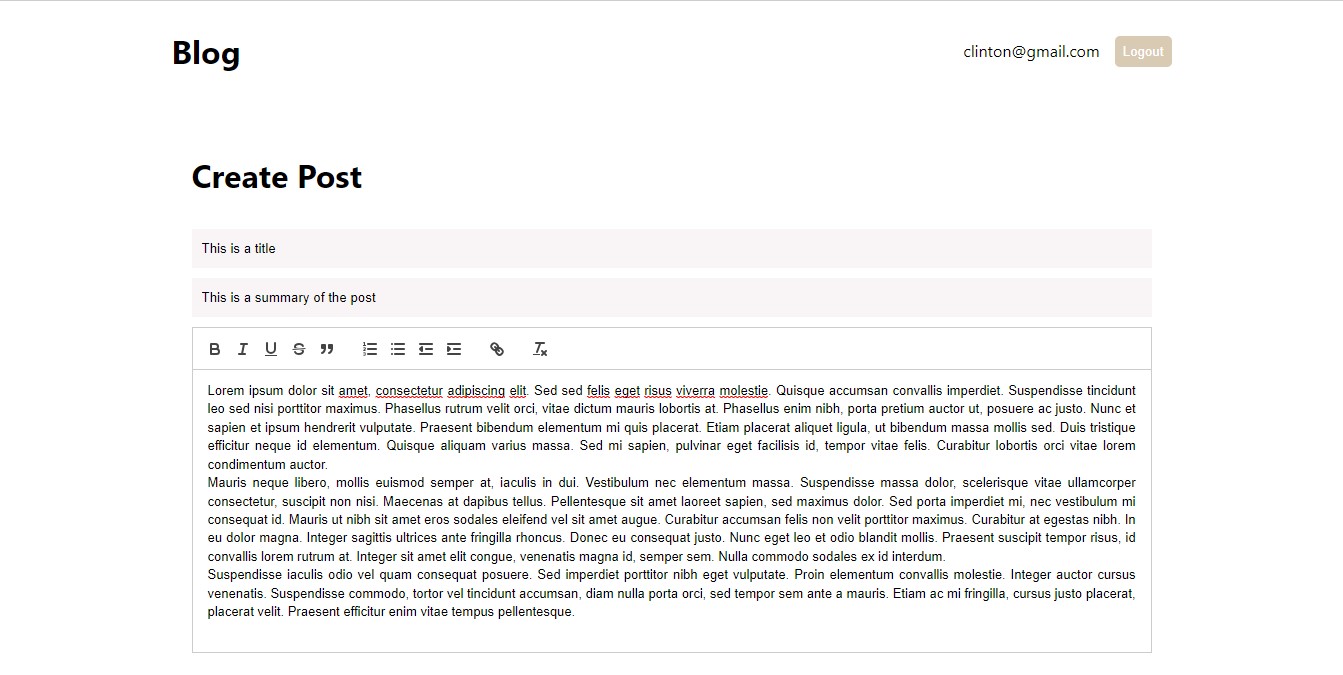 Blog
clinton@gmail.com
Logout
Create Post
This is a title
This is a summary of the post
Lorem ipsum dolor sit amet, consectetur adipiscing elit. Sed sed felis eget risus viverra molestie. Quisque accumsan convallis imperdiet. Suspendisse tincidunt
leo sed nisi porttitor maximus. Phasellus rutrum velit orci, vitae dictum mauris lobortis at. Phasellus enim nibh, porta pretium auctor ut, posuere ac justo. Nunc et
sapien et ipsum hendrerit vulputate. Praesent bibendum elementum mi quis placerat. Etiam placerat aliquet ligula, ut bibendum massa mollis sed. Duis tristique
efficitur neque id elementum. Quisque aliquam varius massa. Sed mi sapien, pulvinar eget facilisis id, tempor vitae felis. Curabitur lobortis orci vitae lorem
condimentum auctor.
Mauris neque libero, mollis euismod semper at, iaculis in dui. Vestibulum nec elementum massa. Suspendisse massa dolor, scelerisque vitae ullamcorper
consectetur, suscipit non nisi. Maecenas at dapibus tellus. Pellentesque sit amet laoreet sapien, sed maximus dolor. Sed porta imperdiet mi, nec vestibulum mi
consequat id. Mauris ut nibh sit amet eros sodales eleifend vel sit amet augue. Curabitur accumsan felis non velit porttitor maximus. Curabitur at egestas nibh. In
eu dolor magna. Integer sagittis ultrices ante fringilla rhoncus. Donec eu consequat justo. Nunc eget leo et odio blandit mollis. Praesent suscipit tempor risus, id
convallis lorem rutrum at. Integer sit amet elit congue, venenatis magna id, semper sem. Nulla commodo sodales ex id interdum.
Suspendisse iaculis odio vel quam consequat posuere. Sed imperdiet porttitor nibh eget vulputate. Proin elementum convallis molestie. Integer auctor cursus
venenatis. Suspendisse commodo, tortor vel tincidunt accumsan, diam nulla porta orci, sed tempor sem ante a mauris. Etiam ac mi fringilla, cursus justo placerat,
placerat velit. Praesent efficitur enim vitae tempus pellentesque.